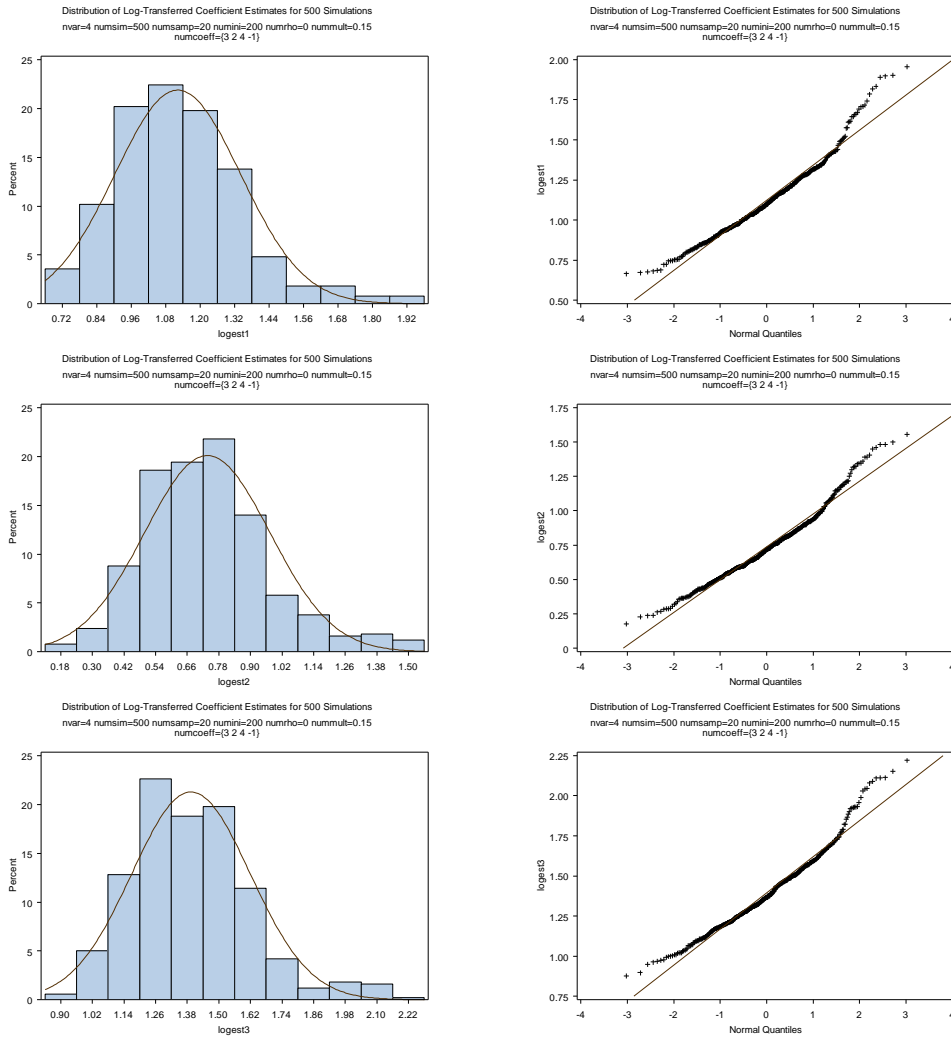 Distribution of Log-Transferred Coefficient Estimates for 500 Simulations
nvar=4 numsim=500 numsamp=20 numini=200 numrho=0 nummult=0.15
numcoeff={3 2 4 -1}
25
20
15
10
5
0
Percent
0.72 0.84 0.96 1.08 1.20 1.32 1.44 1.56 1.68 1.80 1.92
logest1
Distribution of Log-Transferred Coefficient Estimates for 500 Simulations
nvar=4 numsim=500 numsamp=20 numini=200 numrho=0 nummult=0.15
numcoeff={3 2 4 -1}
2.00
1.75
1.50
1.25
1.00
0.75
0.50
logest1
-4 -3 -2 -1 0 1 2 3 4
Normal Quantiles
Distribution of Log-Transferred Coefficient Estimates for 500 Simulations
nvar=4 numsim=500 numsamp=20 numini=200 numrho=0 nummult=0.15
numcoeff={3 2 4 -1}
25
20
15
10
5
0
Percent
0.18 0.30 0.42 0.54 0.66 0.78 0.90 1.02 1.14 1.26 1.38 1.50
logest2
Distribution of Log-Transferred Coefficient Estimates for 500 Simulations
nvar=4 numsim=500 numsamp=20 numini=200 numrho=0 nummult=0.15
numcoeff={3 2 4 -1}
1.75
1.50
1.25
1.00
0.75
0.50
0.25
0
logest2
-4 -3 -2 -1 0 1 2 3 4
Normal Quantiles
Distribution of Log-Transferred Coefficient Estimates for 500 Simulations
nvar=4 numsim=500 numsamp=20 numini=200 numrho=0 nummult=0.15
numcoeff={3 2 4 -1}
25
20
15
10
5
0
Percent
0.90 1.02 1.14 1.26 1.38 1.50 1.62 1.74 1.86 1.98 2.10 2.22
logest3
Distribution of Log-Transferred Coefficient Estimates for 500 Simulations
nvar=4 numsim=500 numsamp=20 numini=200 numrho=0 nummult=0.15
numcoeff={3 2 4 -1}
2.25
2.00
1.75
1.50
1.25
1.00
0.75
logest3
-4 -3 -2 -1 0 1 2 3 4
Normal Quantiles